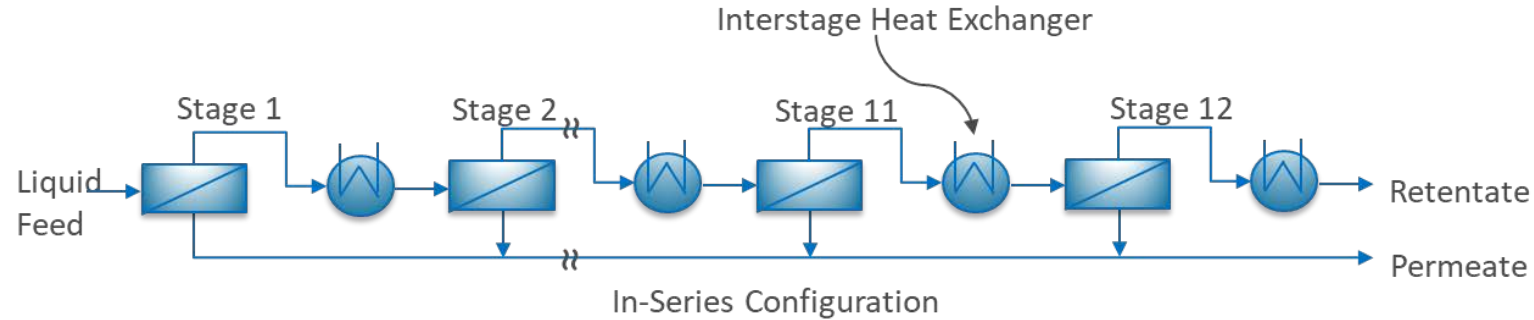 Interstage Heat Exchanger
Stage 1
Stage 2
Stage 11
Stage 12
Liquid
Feed
Retentate
Permeate
In-Series Configuration